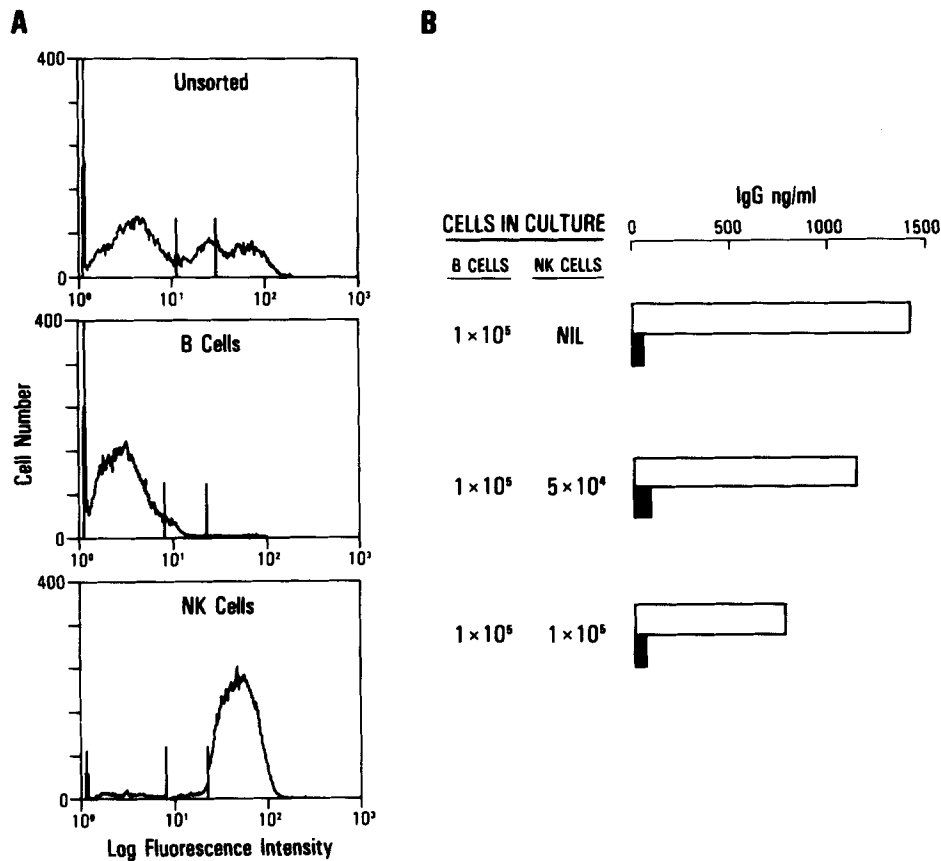 A
400
Unsorted
0
10⁰ 10¹ 10² 10³
400
B Cells
0
10⁰ 10¹ 10² 10³
400
NK Cells
0
10⁰ 10¹ 10² 10³
Cell Number
Log Fluorescence Intensity
B
IgG ng/ml
0 500 1000 1500
CELLS IN CULTURE
B CELLS NK CELLS
1 × 10⁵ NIL
1 × 10⁵ 5 × 10⁴
1 × 10⁵ 1 × 10⁵